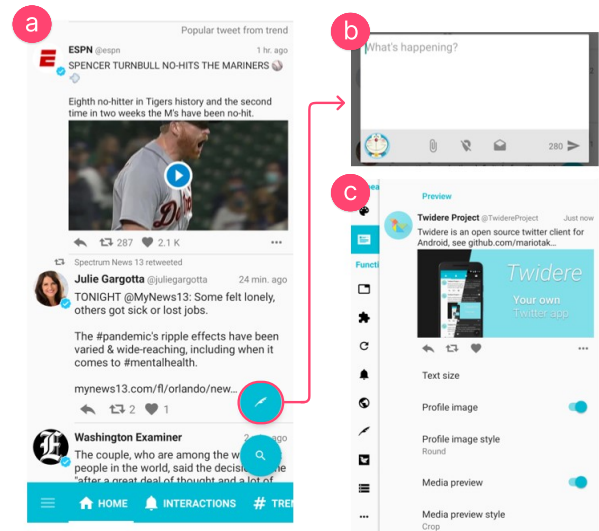 a
Popular tweet from trend
ESPN @espn 1 hr. ago
SPENCER TURNBULL NO-HITS THE MARINERS
Eighth no-hitter in Tigers history and the second
time in two weeks the M's have been no-hit.
287 2.1 K
Spectrum News 13 retweeted
Julie Gargotta @juliegargotta 24 min. ago
TONIGHT @MyNews13: Some felt lonely,
others got sick or lost jobs.
The #pandemic's ripple effects have been
varied & wide-reaching, including when it
comes to #mentalhealth.
mynews13.com/fl/orlando/new...
2 1
Washington Examiner ago
The couple, who are among the
people in the world, said the
"after a great deal of thought and a lot of
HOME INTERACTIONS # TRE
b
What's happening?
280
c
Preview
Twidere Project @TwidereProject Just now
Twidere is an open source twitter client for
Android, see github.com/mariotak...
Twidere
Your own
Twitter app
Functi
Text size
Profile image
Profile image style
Round
Media preview
Media preview style
Crop